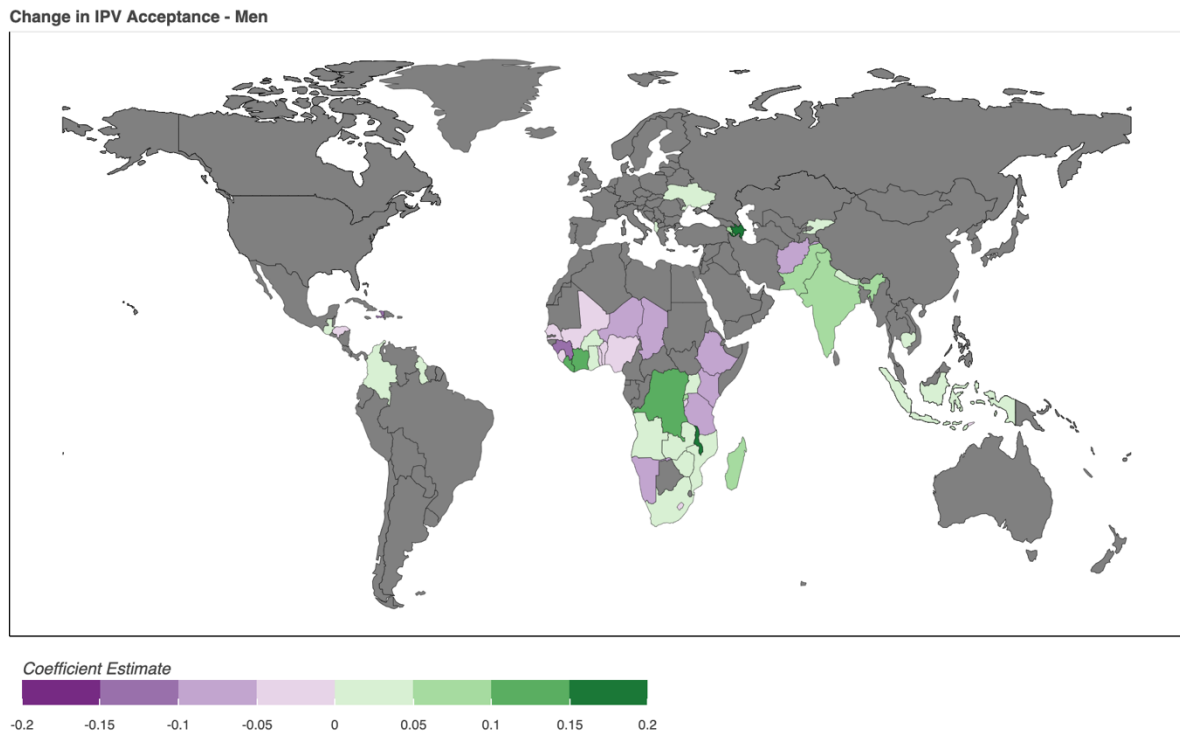 Change in IPV Acceptance - Men
Coefficient Estimate
-0.2 -0.15 -0.1 -0.05 0 0.05 0.1 0.15 0.2